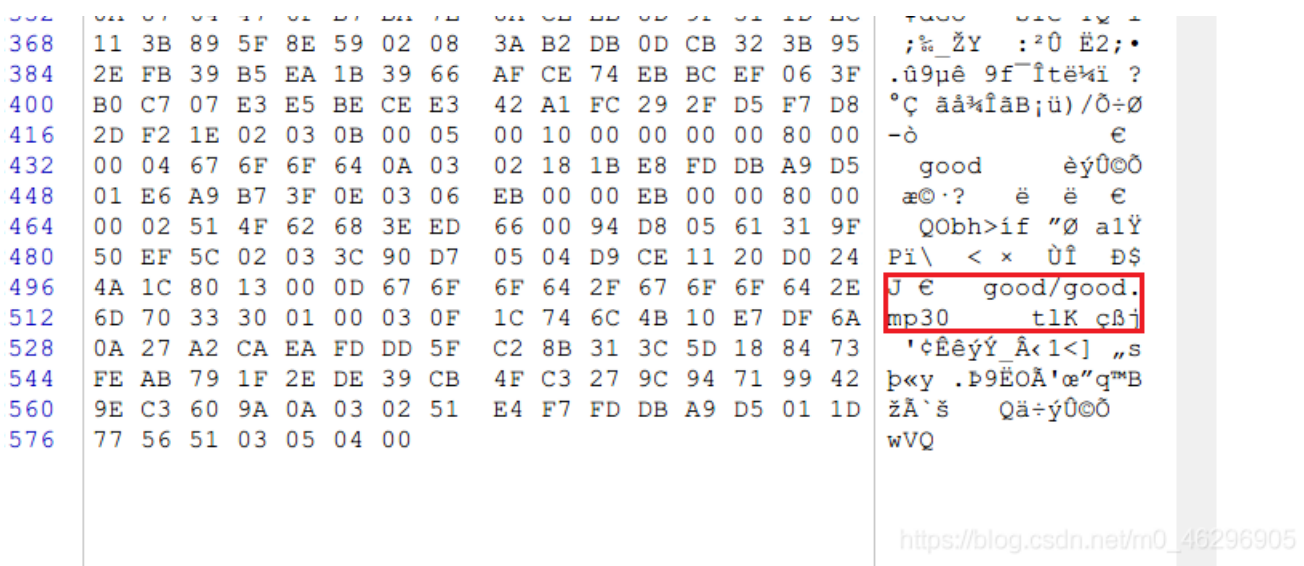 368 11 3B 89 5F 8E 59 02 08 3A B2 DB 0D CB 32 3B 95 ;‰_ŽY :²Û Ë2;•
384 2E FB 39 B5 EA 1B 39 66 AF CE 74 EB BC EF 06 3F .û9µê 9f¯Îtë¼ï ?
400 B0 C7 07 E3 E5 BE CE E3 42 A1 FC 29 2F D5 F7 D8 °Ç ãå¾ÎãB¡ü)/Õ÷Ø
416 2D F2 1E 02 03 0B 00 05 00 10 00 00 00 00 80 00 -ò €
432 00 04 67 6F 6F 64 0A 03 02 18 1B E8 FD DB A9 D5 good èýÛ©Õ
448 01 E6 A9 B7 3F 0E 03 06 EB 00 00 EB 00 00 80 00 æ©·? ë ë €
464 00 02 51 4F 62 68 3E ED 66 00 94 D8 05 61 31 9F QObh>íf ”Ø a1Ÿ
480 50 EF 5C 02 03 3C 90 D7 05 04 D9 CE 11 20 D0 24 Pï\ < × ÙÎ Ð$
496 4A 1C 80 13 00 0D 67 6F 6F 64 2F 67 6F 6F 64 2E J € good/good.
512 6D 70 33 30 01 00 03 0F 1C 74 6C 4B 10 E7 DF 6A mp30 tlK çßj
528 0A 27 A2 CA EA FD DD 5F C2 8B 31 3C 5D 18 84 73 '¢ÊêýÝ_Â‹1<] „s
544 FE AB 79 1F 2E DE 39 CB 4F C3 27 9C 94 71 99 42 þ«y .Þ9ËOÃ'œ”q™B
560 9E C3 60 9A 0A 03 02 51 E4 F7 FD DB A9 D5 01 1D žÃ`š Qä÷ýÛ©Õ
576 77 56 51 03 05 04 00 wVQ
https://blog.csdn.net/m0_46296905